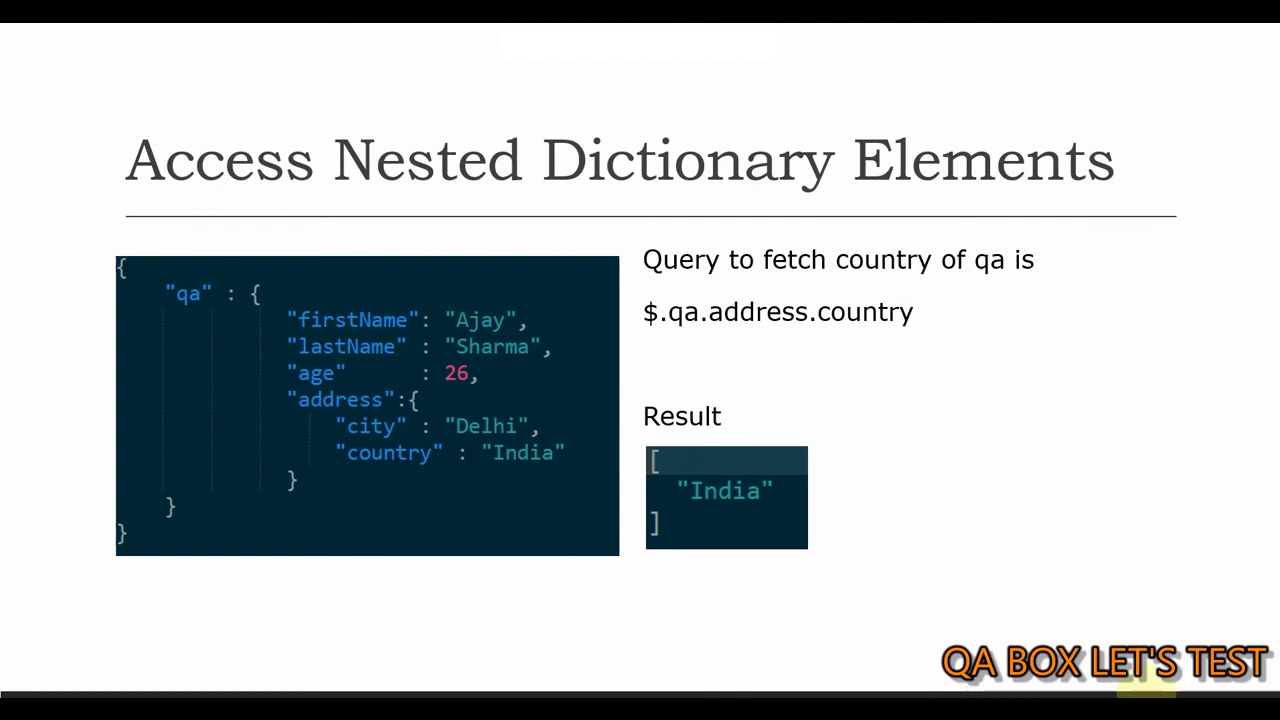 Access Nested Dictionary Elements
{
"qa" : {
"firstName": "Ajay",
"lastName" : "Sharma",
"age" : 26,
"address":{
"city" : "Delhi",
"country" : "India"
}
}
}
Query to fetch country of qa is
$.qa.address.country
Result
[
"India"
]
QA BOX LET'S TEST